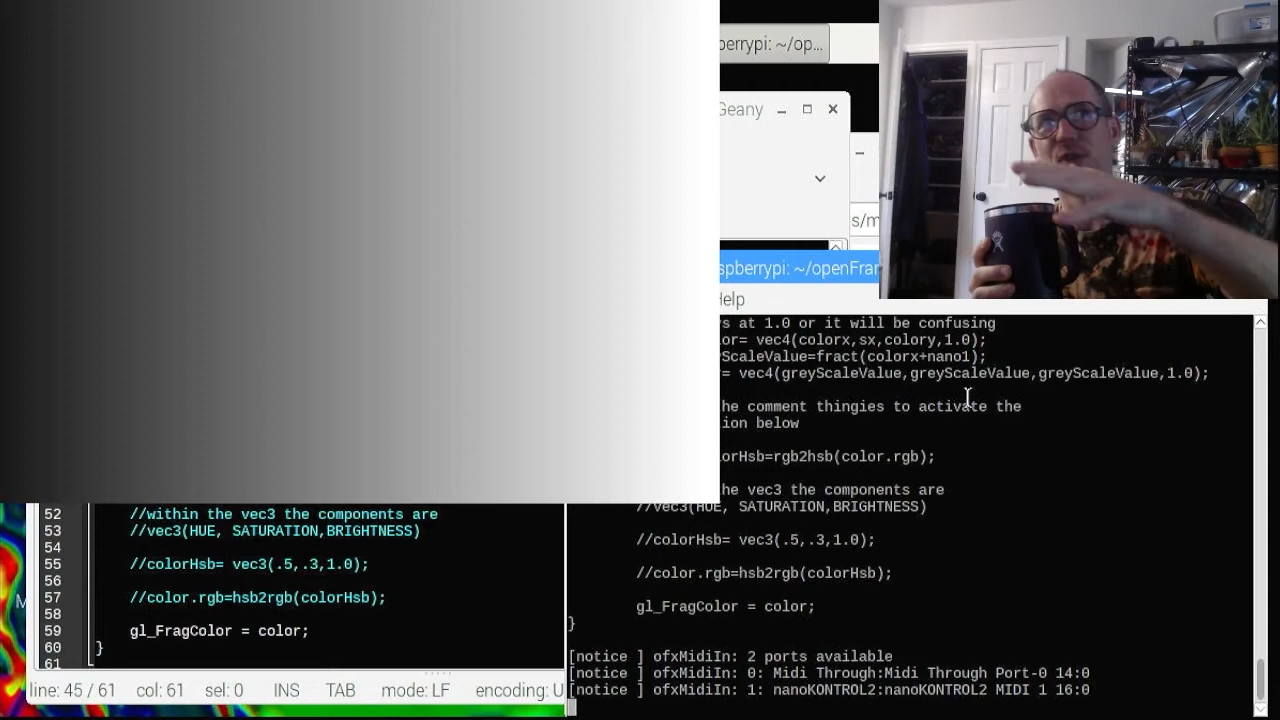 berrypi: ~/op...
Geany
s/m
spberrypi: ~/openFrar
Help
s at 1.0 or it will be confusing
or= vec4(colorx,sx,colory,1.0);
yScaleValue=fract(colorx+nano1);
= vec4(greyScaleValue,greyScaleValue,greyScaleValue,1.0);
he comment thingies to activate the
ion below
orHsb=rgb2hsb(color.rgb);
he vec3 the components are
//vec3(HUE, SATURATION,BRIGHTNESS)
//colorHsb= vec3(.5,.3,1.0);
//color.rgb=hsb2rgb(colorHsb);
gl_FragColor = color;
}
[notice ] ofxMidiIn: 2 ports available
[notice ] ofxMidiIn: 0: Midi Through:Midi Through Port-0 14:0
[notice ] ofxMidiIn: 1: nanoKONTROL2:nanoKONTROL2 MIDI 1 16:0
52 //within the vec3 the components are
53 //vec3(HUE, SATURATION,BRIGHTNESS)
54
55 //colorHsb= vec3(.5,.3,1.0);
56
57 //color.rgb=hsb2rgb(colorHsb);
58
59 gl_FragColor = color;
60 }
61
M
line: 45 / 61 col: 61 sel: 0 INS TAB mode: LF encoding: U